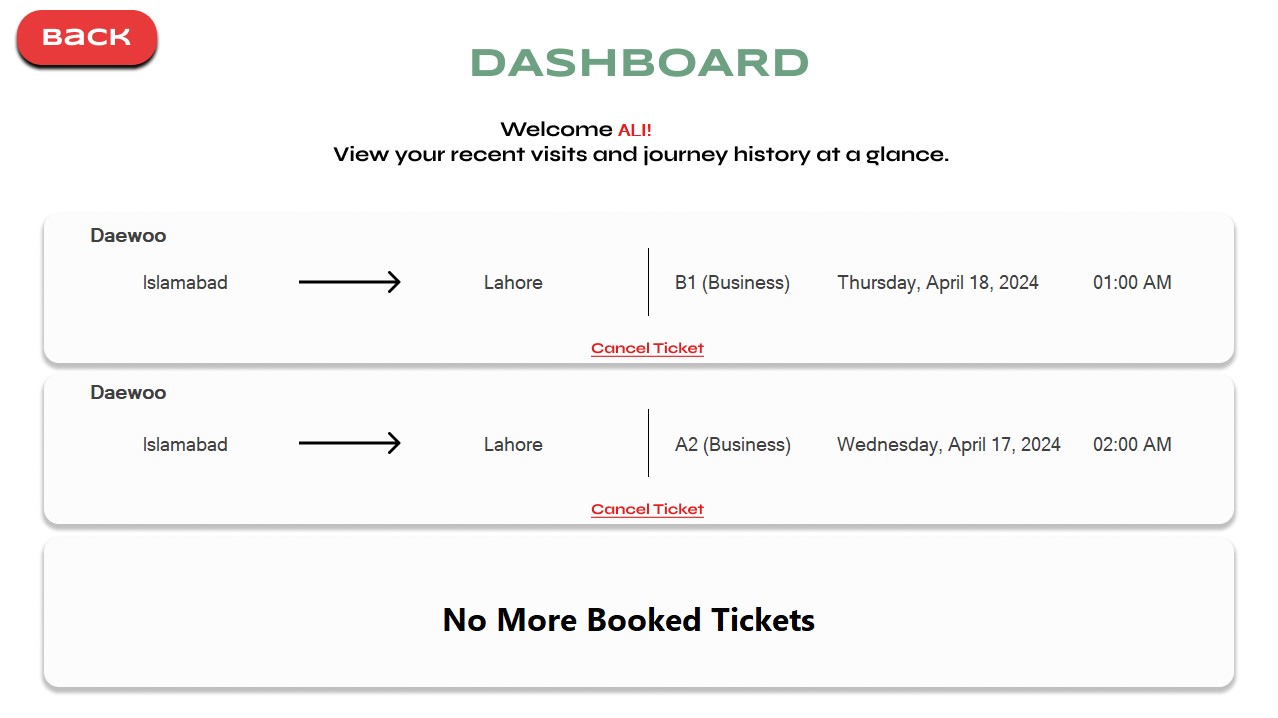 Back
DASHBOARD
Welcome ALI!
View your recent visits and journey history at a glance.
Daewoo
Islamabad Lahore B1 (Business) Thursday, April 18, 2024 01:00 AM
Cancel Ticket
Daewoo
Islamabad Lahore A2 (Business) Wednesday, April 17, 2024 02:00 AM
Cancel Ticket
No More Booked Tickets